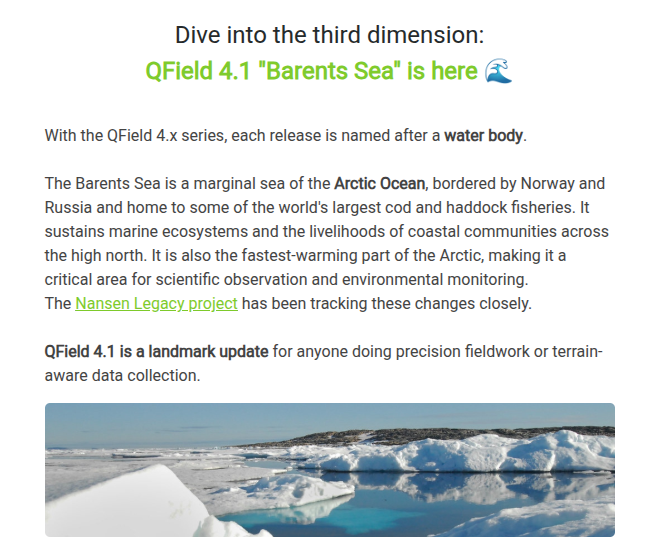 Dive into the third dimension:
QField 4.1 "Barents Sea" is here 🌊
With the QField 4.x series, each release is named after a water body.
The Barents Sea is a marginal sea of the Arctic Ocean, bordered by Norway and
Russia and home to some of the world's largest cod and haddock fisheries. It
sustains marine ecosystems and the livelihoods of coastal communities across
the high north. It is also the fastest-warming part of the Arctic, making it a
critical area for scientific observation and environmental monitoring.
The Nansen Legacy project has been tracking these changes closely.
QField 4.1 is a landmark update for anyone doing precision fieldwork or terrain-
aware data collection.